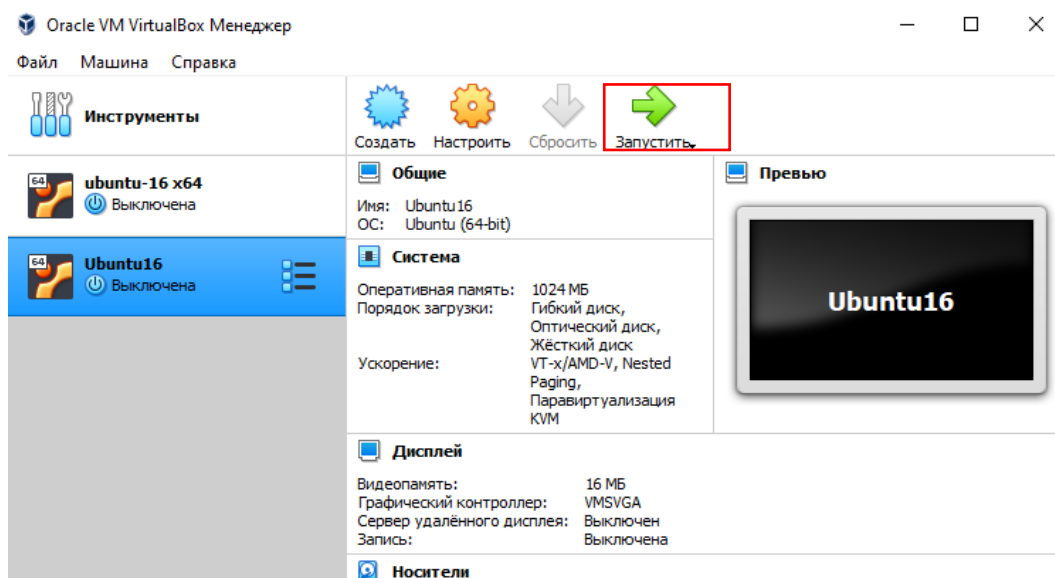 Oracle VM VirtualBox Менеджер
Файл Машина Справка
Инструменты
Создать Настроить Сбросить Запустить
64
ubuntu-16 x64
Выключена
64
Ubuntu16
Выключена
Общие
Имя: Ubuntu16
ОС: Ubuntu (64-bit)
Система
Оперативная память: 1024 МБ
Порядок загрузки: Гибкий диск,
Оптический диск,
Жёсткий диск
Ускорение: VT-x/AMD-V, Nested
Paging,
Паравиртуализация
KVM
Превью
Ubuntu16
Дисплей
Видеопамять: 16 МБ
Графический контроллер: VMSVGA
Сервер удалённого дисплея: Выключен
Запись: Выключена
Носители